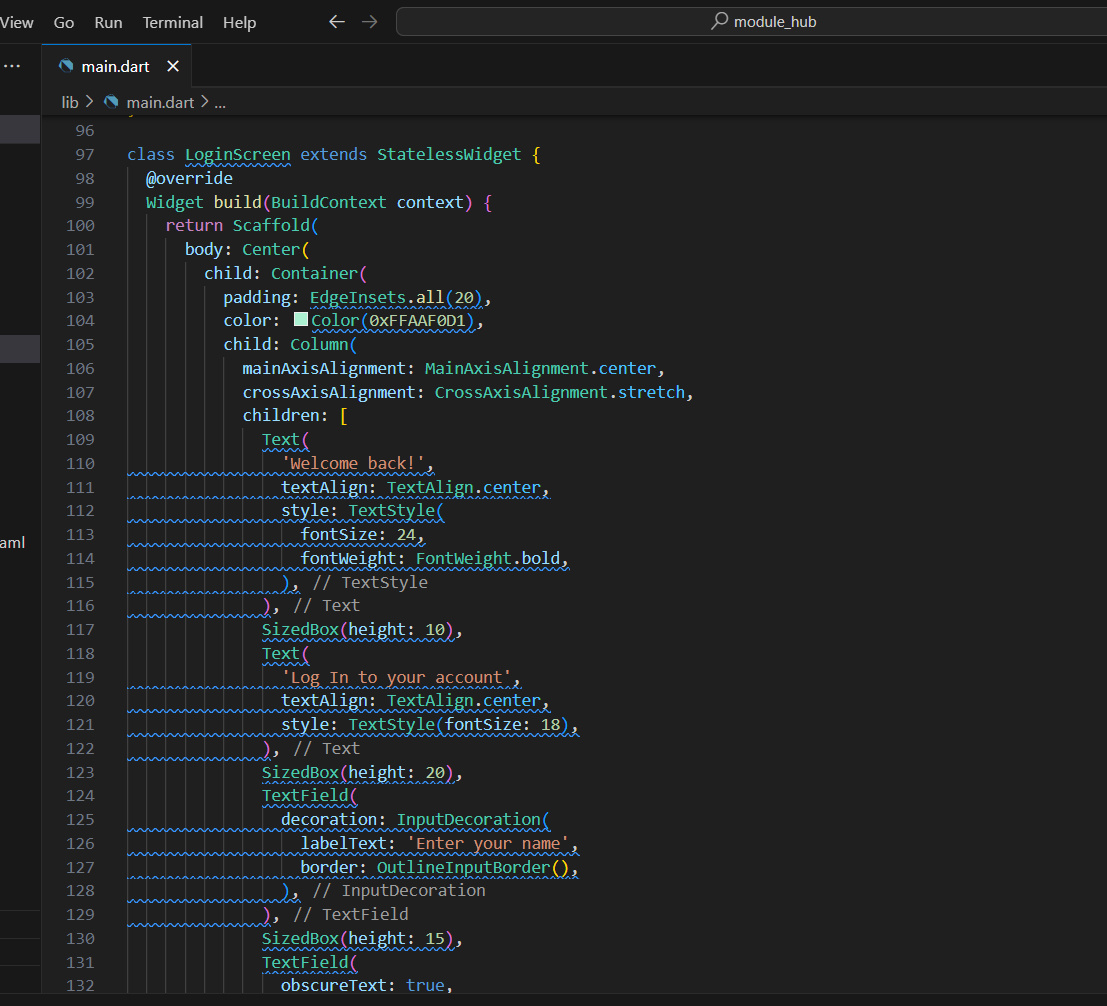 View Go Run Terminal Help ← → module_hub
... main.dart ×
lib > main.dart > ...
96
97 class LoginScreen extends StatelessWidget {
98   @override
99   Widget build(BuildContext context) {
100     return Scaffold(
101       body: Center(
102         child: Container(
103           padding: EdgeInsets.all(20),
104           color: Color(0xFFAAF0D1),
105           child: Column(
106             mainAxisAlignment: MainAxisAlignment.center,
107             crossAxisAlignment: CrossAxisAlignment.stretch,
108             children: [
109               Text(
110                 'Welcome back!',
111                 textAlign: TextAlign.center,
112                 style: TextStyle(
113                   fontSize: 24,
114                   fontWeight: FontWeight.bold,
115                 ), // TextStyle
116               ), // Text
117               SizedBox(height: 10),
118               Text(
119                 'Log In to your account',
120                 textAlign: TextAlign.center,
121                 style: TextStyle(fontSize: 18),
122               ), // Text
123               SizedBox(height: 20),
124               TextField(
125                 decoration: InputDecoration(
126                   labelText: 'Enter your name',
127                   border: OutlineInputBorder(),
128                 ), // InputDecoration
129               ), // TextField
130               SizedBox(height: 15),
131               TextField(
132                 obscureText: true,
aml